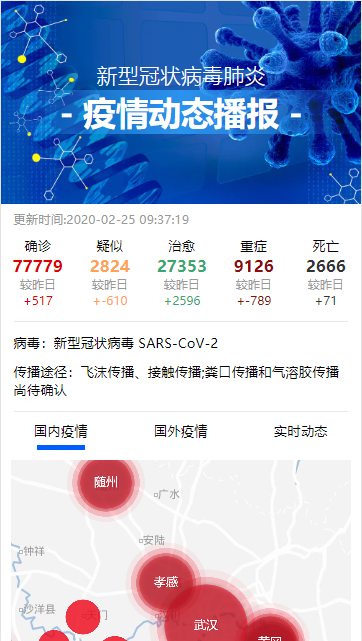 新型冠状病毒肺炎
- 疫情动态播报 -
更新时间:2020-02-25 09:37:19
确诊 疑似 治愈 重症 死亡
77779 2824 27353 9126 2666
较昨日 较昨日 较昨日 较昨日 较昨日
+517 +-610 +2596 +-789 +71
病毒：新型冠状病毒 SARS-CoV-2
传播途径：飞沫传播、接触传播;粪口传播和气溶胶传播
尚待确认
国内疫情 国外疫情 实时动态
随州
广水
安陆
钟祥
孝感
沙洋县
天门
武汉
黄冈